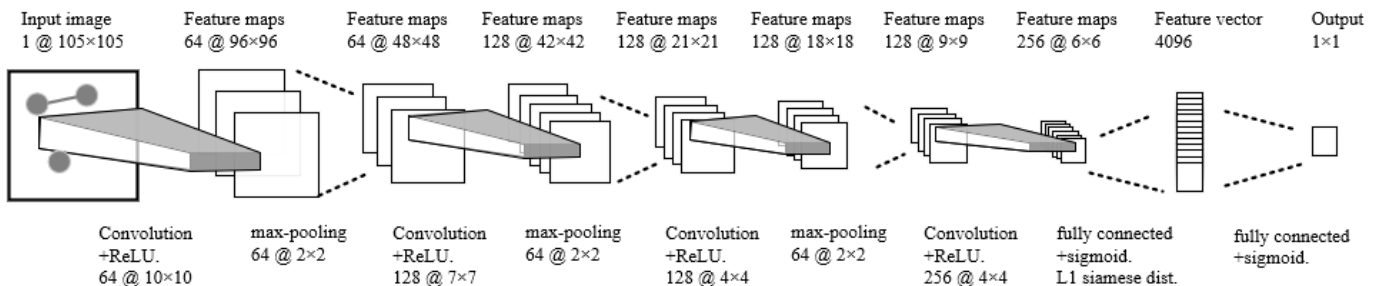 Input image
1 @ 105×105
Feature maps
64 @ 96×96
Feature maps
64 @ 48×48
Feature maps
128 @ 42×42
Feature maps
128 @ 21×21
Feature maps
128 @ 18×18
Feature maps
128 @ 9×9
Feature maps
256 @ 6×6
Feature vector
4096
Output
1×1
Convolution
+ReLU.
64 @ 10×10
max-pooling
64 @ 2×2
Convolution
+ReLU.
128 @ 7×7
max-pooling
64 @ 2×2
Convolution
+ReLU.
128 @ 4×4
max-pooling
64 @ 2×2
Convolution
+ReLU.
256 @ 4×4
fully connected
+sigmoid.
L1 siamese dist.
fully connected
+sigmoid.